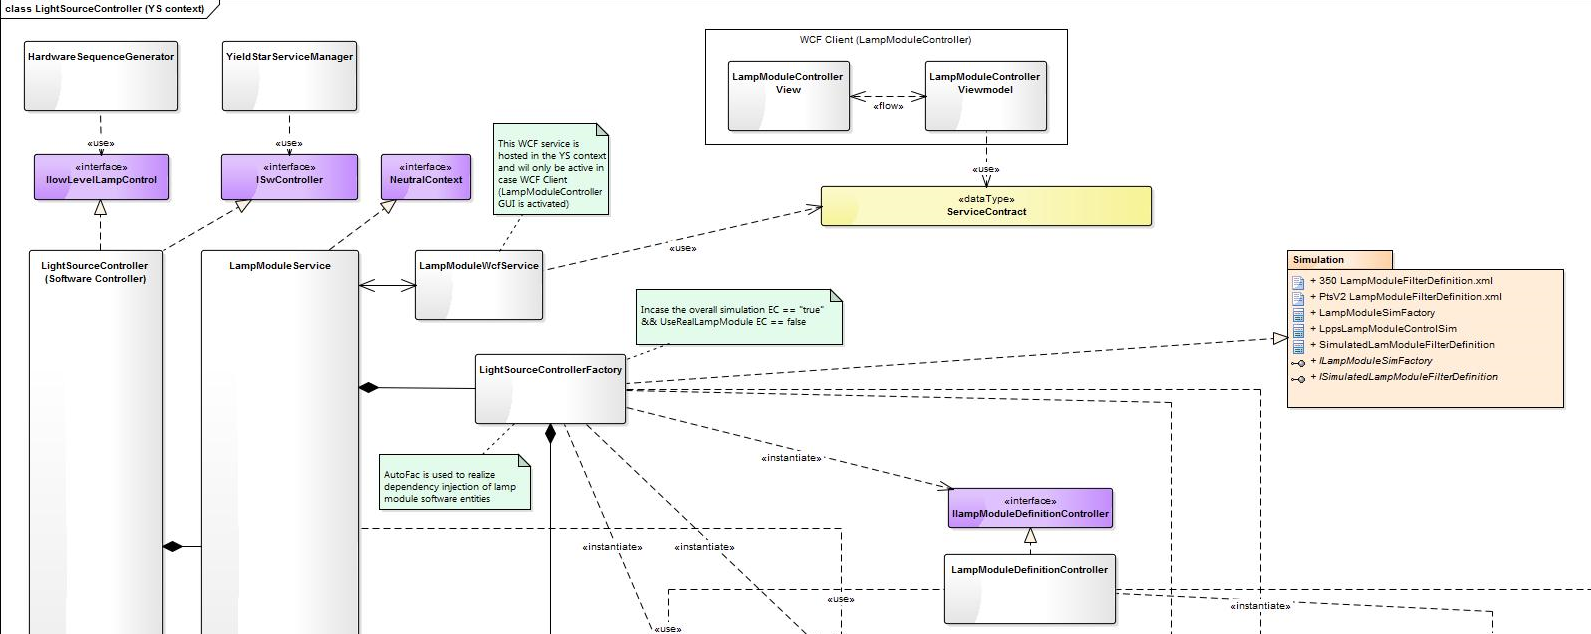 class LightSourceController (YS context)
HardwareSequenceGenerator
YieldStarServiceManager
WCF Client (LampModuleController)
LampModuleController
View
LampModuleController
Viewmodel
«flow»
«use»
«use»
«use»
«interface»
IlowLevelLampControl
«interface»
ISwController
«interface»
NeutralContext
This WCF service is
hosted in the YS context
and wil only be active in
case WCF Client
(LampModuleController
GUI is activated)
«dataType»
ServiceContract
«use»
LightSourceController
(Software Controller)
LampModuleService
LampModuleWcfService
Simulation
+ 350 LampModuleFilterDefinition.xml
+ PtsV2 LampModuleFilterDefinition.xml
+ LampModuleSimFactory
+ LppsLampModuleControlSim
+ SimulatedLamModuleFilterDefinition
+ ILampModuleSimFactory
+ ISimulatedLampModuleFilterDefinition
Incase the overall simulation EC == "true"
&& UseRealLampModule EC == false
LightSourceControllerFactory
AutoFac is used to realize
dependency injection of lamp
module software entities
«instantiate»
«interface»
IlampModuleDefinitionController
«instantiate»
«instantiate»
LampModuleDefinitionController
«use»
«instantiate»
«use»